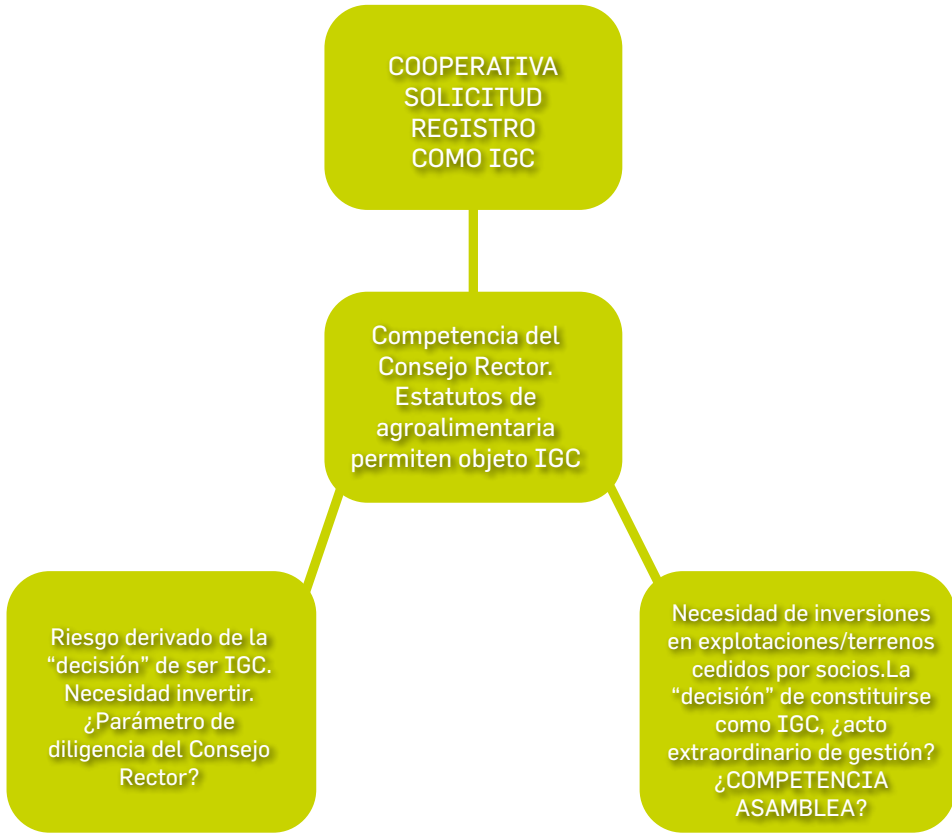 COOPERATIVA
SOLICITUD
REGISTRO
COMO IGC
Competencia del
Consejo Rector.
Estatutos de
agroalimentaria
permiten objeto IGC
Riesgo derivado de la
“decisión” de ser IGC.
Necesidad invertir.
¿Parámetro de
diligencia del Consejo
Rector?
Necesidad de inversiones
en explotaciones/terrenos
cedidos por socios.La
“decisión” de constituirse
como IGC, ¿acto
extraordinario de gestión?
¿COMPETENCIA
ASAMBLEA?